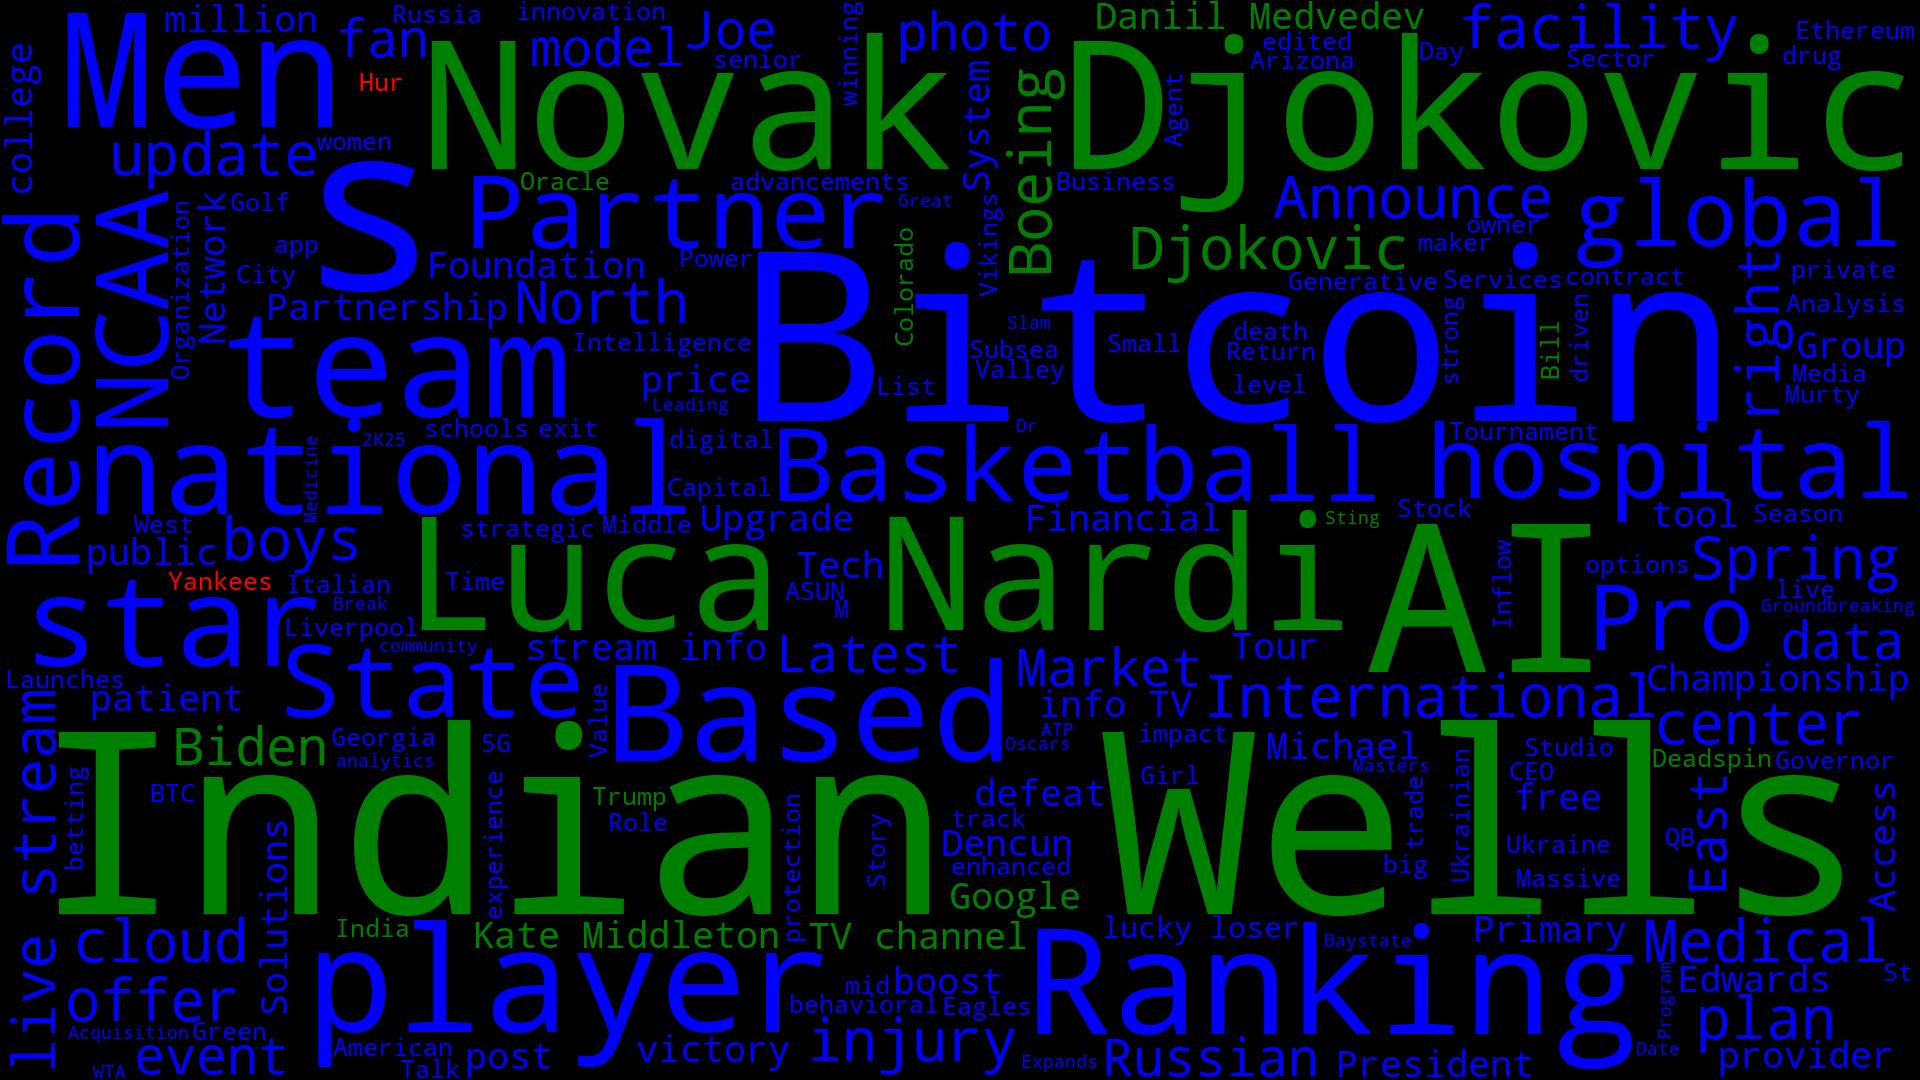 Men
million
fan
Russia
innovation
model
Joe
senior
winning
photo
Daniil Medvedev
edited
Arizona
Day
facility
Sector
Ethereum
drug
college
Hur
Novak
System
Boeing
Djokovic
Agent
update
women
Oracle
advancements
Business
Record
NCAA
Organization
Network
Golf
S
Partner
Great
Vikings
Announce
owner
global
app
City
Foundation
Power
Colorado
Djokovic
maker
Generative
Services
contract
right
private
Partnership
North
Bitcoin
Analysis
team
Intelligence
Slam
Subsea
Valley
Small
death
Return
level
strong
Bill
driven
Group
Media
Murty
price
Leading
List
national
Medicine
2K25
schools
exit
digital
Capital
Basketball
Dr
Tournament
hospital
West
public
boys
strategic
Middle
Upgrade
Financial
Sting
Stock
tool
Season
Yankees
Italian
Break
Time
Luca Nardi
Tech
ASUN
M
AI
Inflow
options
Spring
live
Groundbreaking
star
Liverpool
community
stream info
Latest
Tour
Pro
data
Launches
patient
State
Value
Based
Market
info TV
International
Championship
center
live stream
Biden
Georgia
analytics
5G
Oscars
ATP
impact
Michael
Masters
Studio
CEO
Deadspin
Governor
betting
BTC
Indian Wells
experience
Trump
Role
protection
Story
defeat
track
Dencun
enhanced
Google
Girl
trade
big
Ukrainian
free
Ukraine
Massive
QB
East
Access
Solutions
India
Kate Middleton
TV channel
lucky loser
Baystate
Primary
Medical
cloud
offer
player
mid
boost
behavioral
Eagles
Ranking
Program
Edwards
St
plan
Acquisition
Green
event
WTA
American
Talk
post
victory
injury
Expands
Russian
President
Date
provider